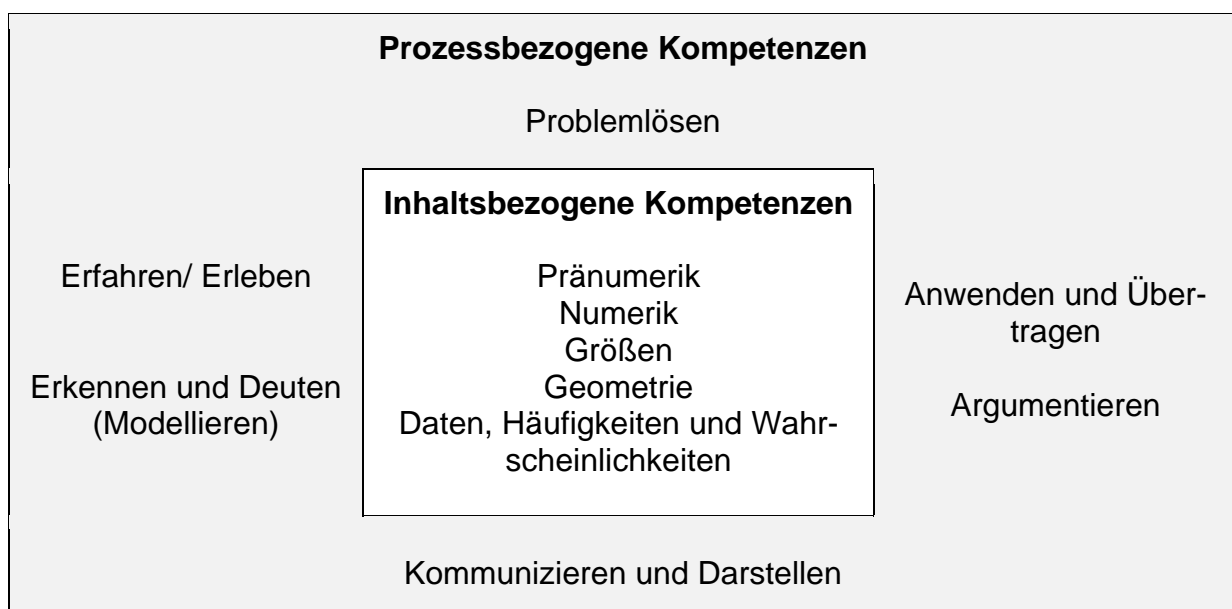 Prozessbezogene Kompetenzen
Problemlösen
Inhaltsbezogene Kompetenzen
Erfahren/ Erleben
Erkennen und Deuten
(Modellieren)
Pränumerik
Numerik
Größen
Geometrie
Daten, Häufigkeiten und Wahr-
scheinlichkeiten
Anwenden und Über-
tragen
Argumentieren
Kommunizieren und Darstellen